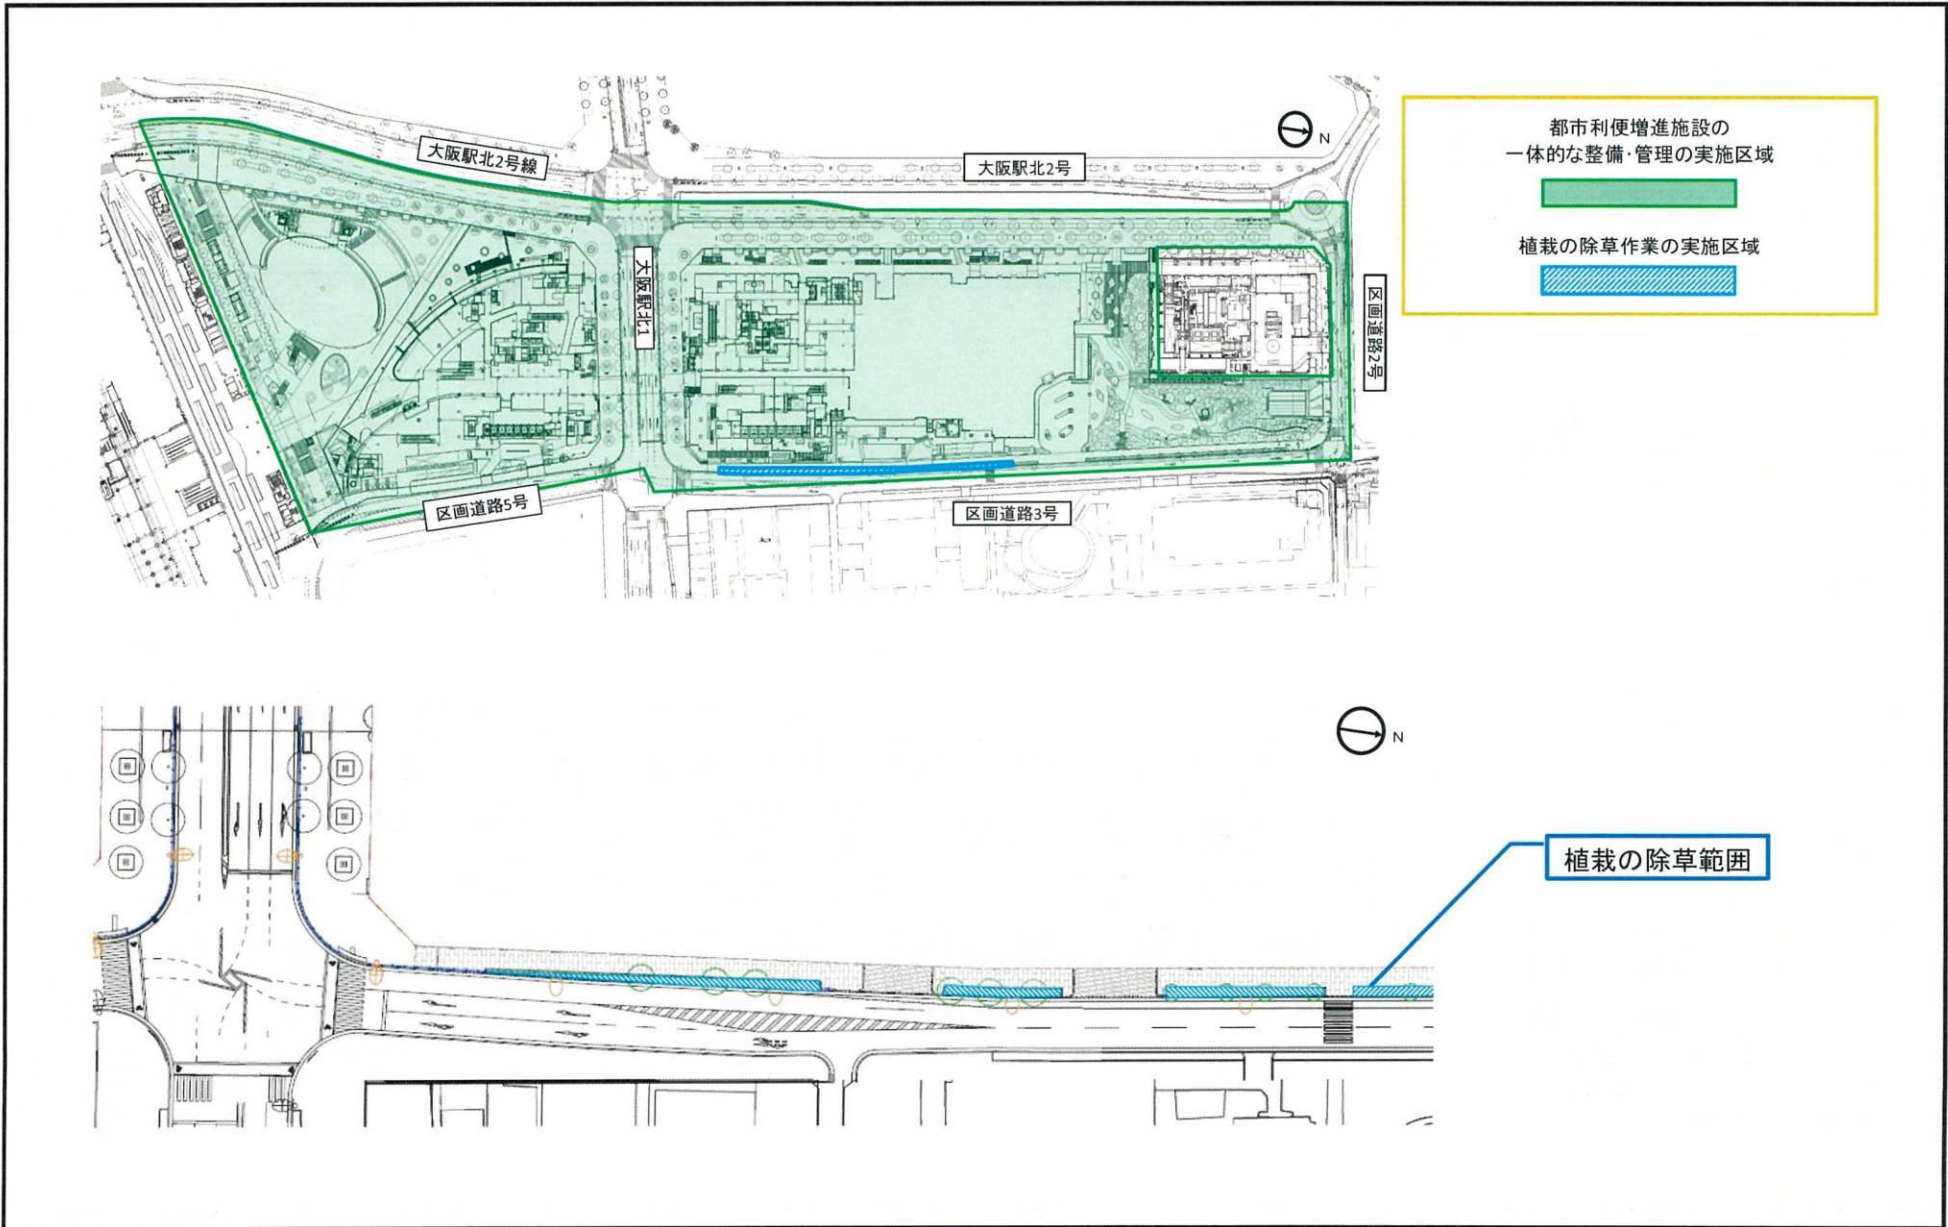 大阪駅北2号線
大阪駅北2号
N
大阪駅北1
区画道路2号
区画道路5号
区画道路3号
都市利便増進施設の
一体的な整備・管理の実施区域
植栽の除草作業の実施区域
N
植栽の除草範囲